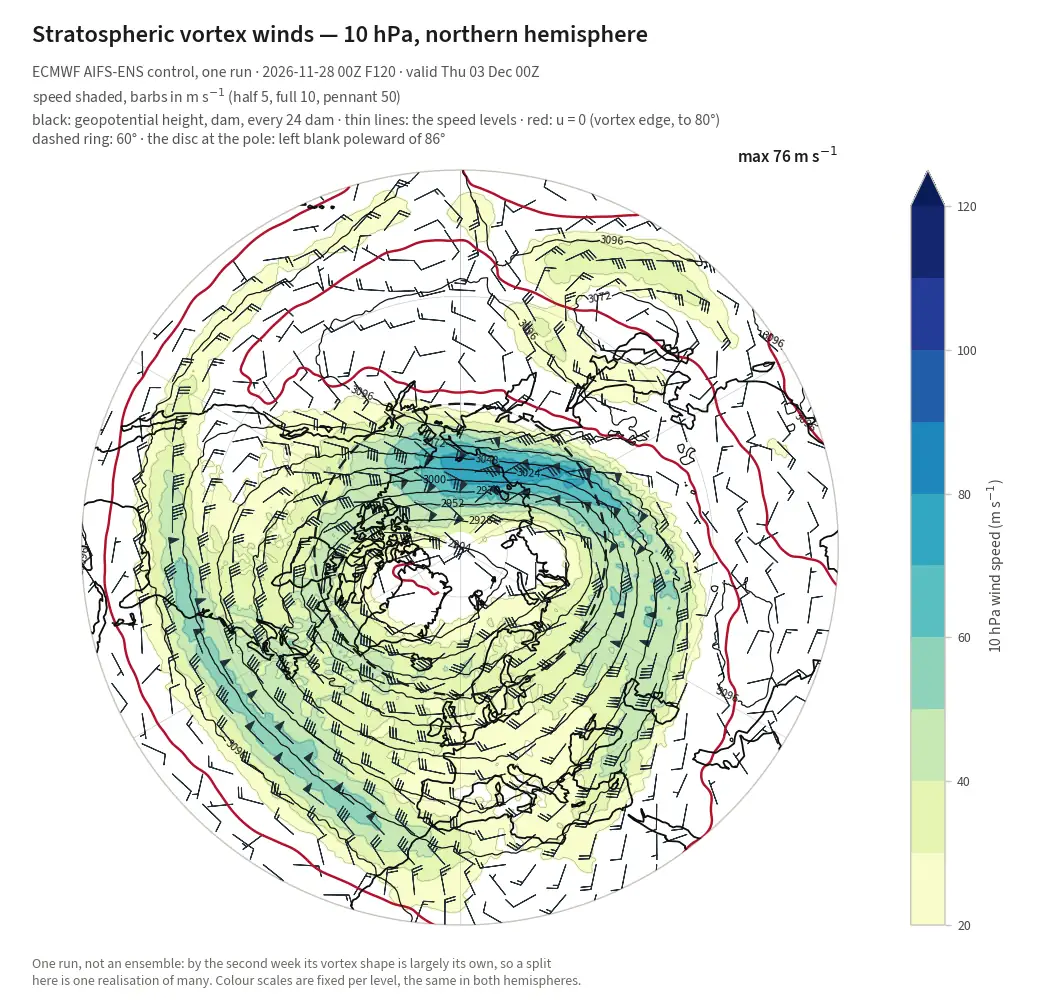 Stratospheric vortex winds — 10 hPa, northern hemisphere
ECMWF AIFS-ENS control, one run · 2026-11-28 00Z F120 · valid Thu 03 Dec 00Z
speed shaded, barbs in m s⁻¹ (half 5, full 10, pennant 50)
black: geopotential height, dam, every 24 dam · thin lines: the speed levels · red: u = 0 (vortex edge, to 80°)
dashed ring: 60° · the disc at the pole: left blank poleward of 86°
max 76 m s⁻¹
120
100
80
60
40
20
10 hPa wind speed (m s⁻¹)
3096
3072
3096
3096
3096
3024
3000
2952
2928
3096
3096
One run, not an ensemble: by the second week its vortex shape is largely its own, so a split
here is one realisation of many. Colour scales are fixed per level, the same in both hemispheres.